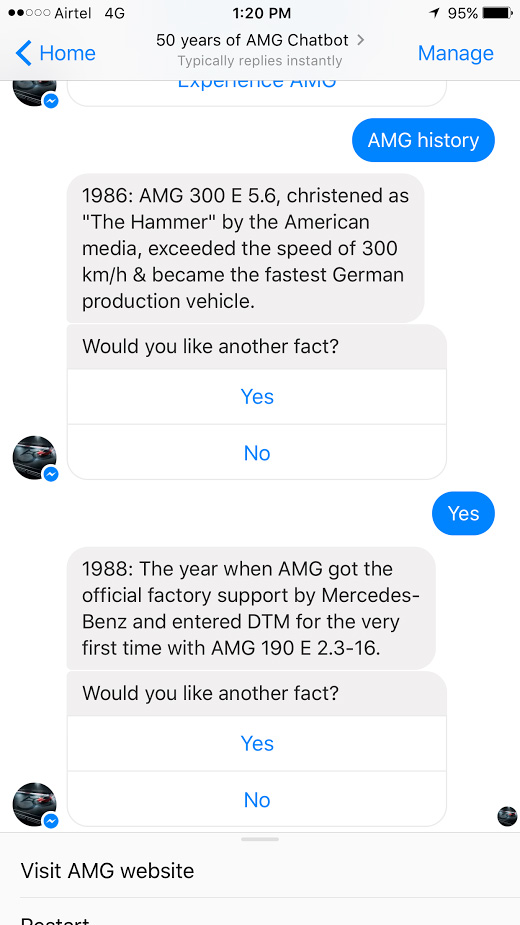 Airtel 4G 1:20 PM 95%
50 years of AMG Chatbot
Home Typically replies instantly Manage
Experience AMG
AMG history
1986: AMG 300 E 5.6, christened as
"The Hammer" by the American
media, exceeded the speed of 300
km/h & became the fastest German
production vehicle.
Would you like another fact?
Yes
No
Yes
1988: The year when AMG got the
official factory support by Mercedes-
Benz and entered DTM for the very
first time with AMG 190 E 2.3-16.
Would you like another fact?
Yes
No
Visit AMG website
Restart